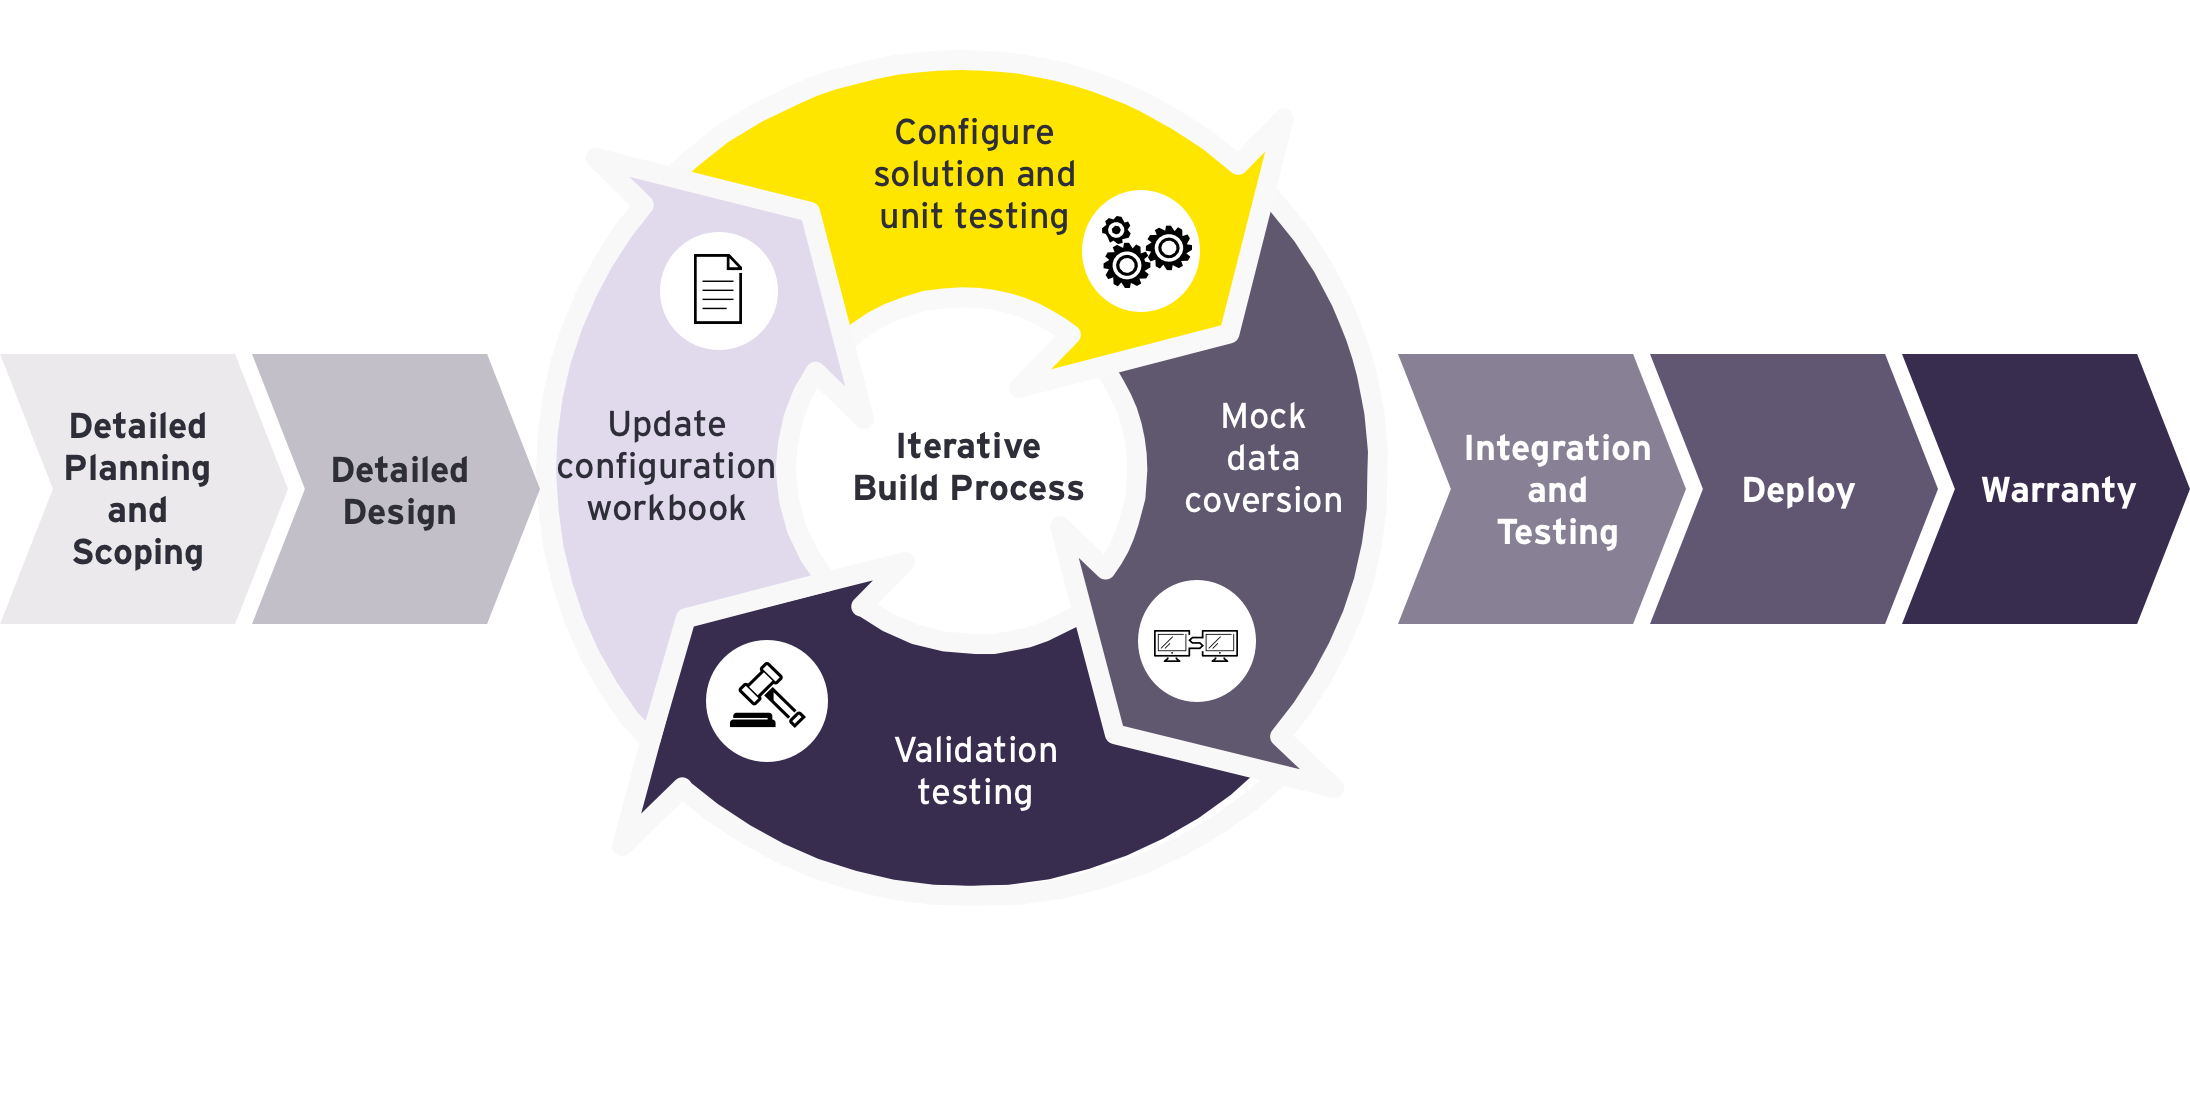 Detailed
Planning
and
Scoping
Detailed
Design
Update
configuration
workbook
Configure
solution and
unit testing
Iterative
Build Process
Mock
data
coversion
Validation
testing
Integration
and
Testing
Deploy
Warranty